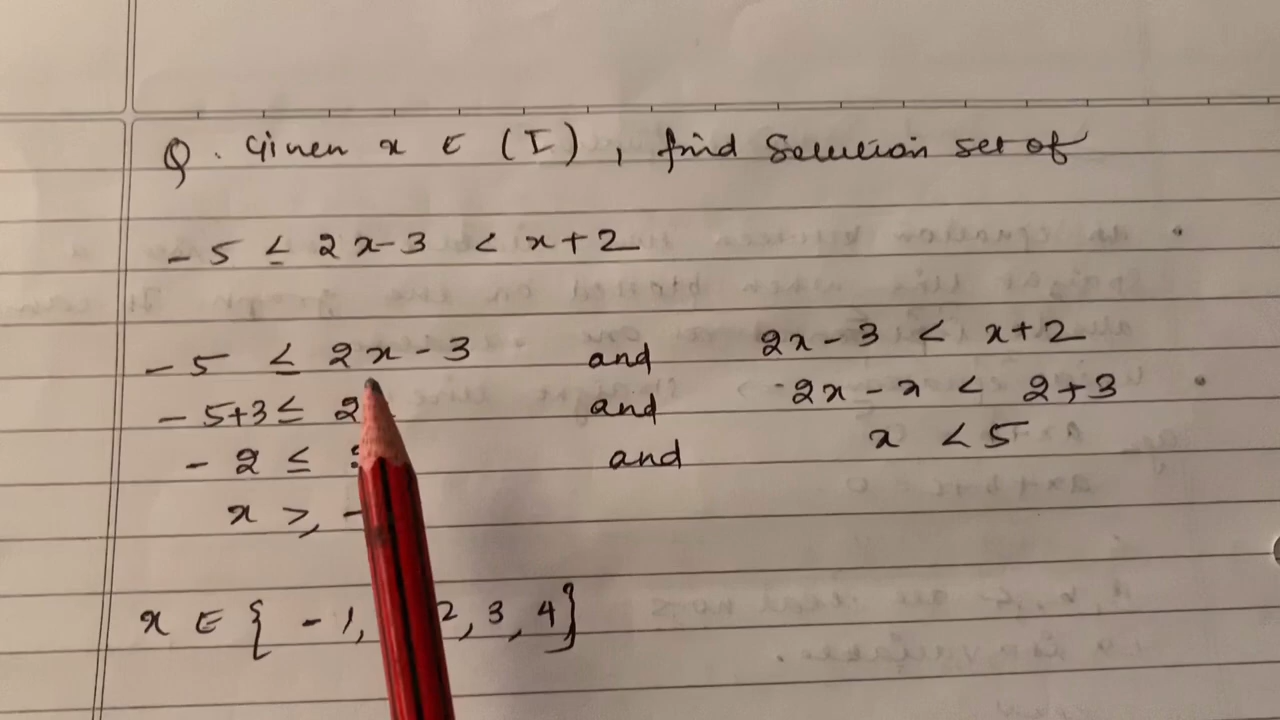 Q. Given x ∈ (I), find Solution set of
-5 ≤ 2x-3 < x+2
-5 ≤ 2x-3 and 2x-3 < x+2
-5+3 ≤ 2 and 2x-x < 2+3
-2 ≤ and x < 5
x ≥ -
x ∈ { -1, 2, 3, 4}